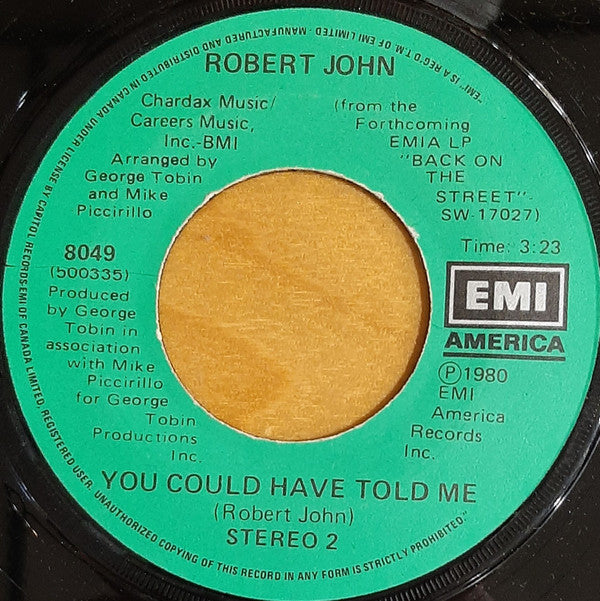 ROBERT JOHN
Chardax Music/
Careers Music,
Inc.-BMI
Arranged by
George Tobin
and Mike
Piccirillo
(from the
Forthcoming
EMIA LP
"BACK ON
THE
STREET"-
SW-17027)
8049
(500335)
Produced
by George
Tobin in
association
with Mike
Piccirillo
for George
Tobin
Productions
Inc.
Time: 3:23
EMI
AMERICA
Ⓟ1980
EMI
America
Records
Inc.
YOU COULD HAVE TOLD ME
(Robert John)
STEREO 2
"EMI" IS A REG'D. T.M. OF EMI LIMITED - MANUFACTURED AND DISTRIBUTED IN CANADA UNDER LICENSE BY CAPITOL RECORDS-EMI OF CANADA LIMITED, REGISTERED USER. UNAUTHORIZED COPYING OF THIS RECORD IN ANY FORM IS STRICTLY PROHIBITED."